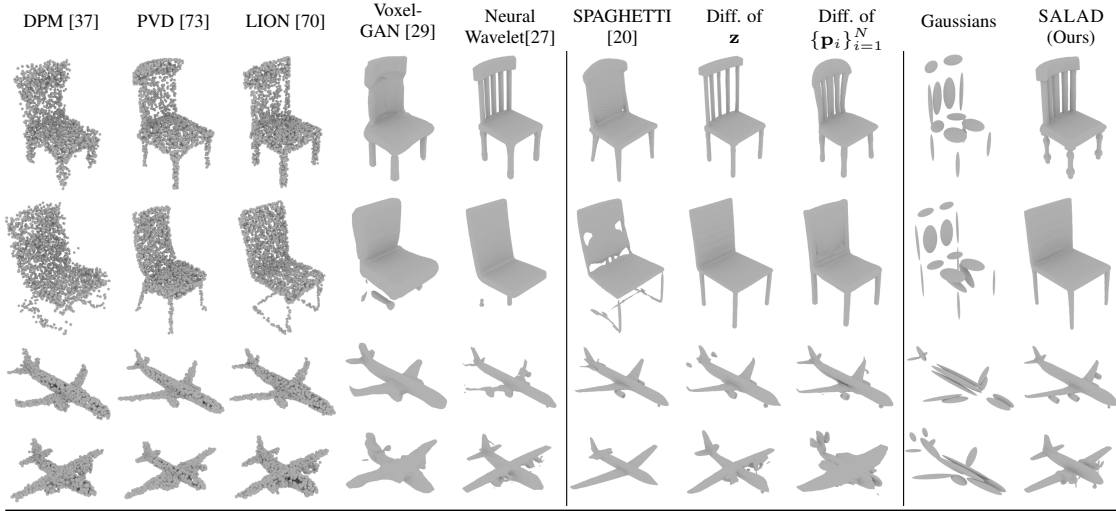 DPM [37]
PVD [73]
LION [70]
Voxel-
GAN [29]
Neural
Wavelet[27]
SPAGHETTI
[20]
Diff. of
z
Diff. of
{p_i}_{i=1}^N
Gaussians
SALAD
(Ours)